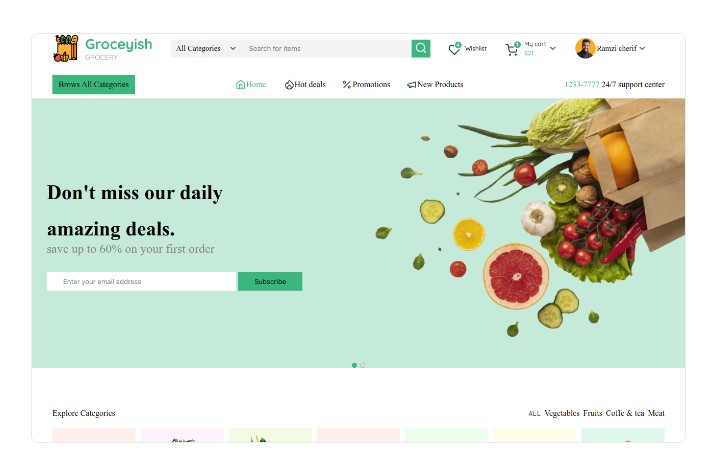 Groceyish
GROCERY
All Categories
Search for items
4
Wishlist
1
My cart
$21
Ramzi cherif
Brows All Categories
Home
Hot deals
Promotions
New Products
1233-7777 24/7 support center
Don't miss our daily
amazing deals.
save up to 60% on your first order
Enter your email address
Subscribe
Explore Categories
ALL Vegetables Fruits Coffe & tea Meat